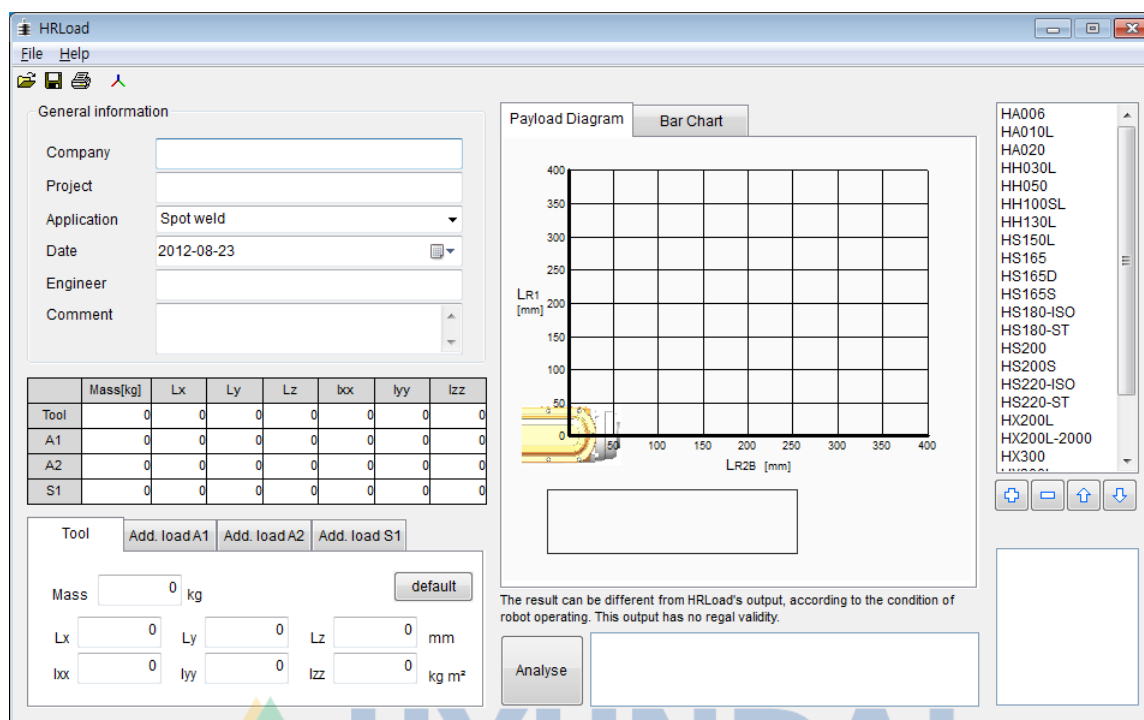 HRLoad
File Help
General information
Company
Project
Application Spot weld
Date 2012-08-23
Engineer
Comment
Mass[kg] Lx Ly Lz Ixx Iyy Izz
Tool 0 0 0 0 0 0 0
A1 0 0 0 0 0 0 0
A2 0 0 0 0 0 0 0
S1 0 0 0 0 0 0 0
Tool Add. load A1 Add. load A2 Add. load S1
Mass 0 kg default
Lx 0 Ly 0 Lz 0 mm
Ixx 0 Iyy 0 Izz 0 kg m²
Payload Diagram Bar Chart
400
350
300
250
LR1
[mm] 200
150
100
50
0 50 100 150 200 250 300 350 400
LR2B [mm]
The result can be different from HRLoad's output, according to the condition of
robot operating. This output has no regal validity.
Analyse
HA006
HA010L
HA020
HH030L
HH050
HH100SL
HH130L
HS150L
HS165
HS165D
HS165S
HS180-ISO
HS180-ST
HS200
HS200S
HS220-ISO
HS220-ST
HX200L
HX200L-2000
HX300
HYUNDAI